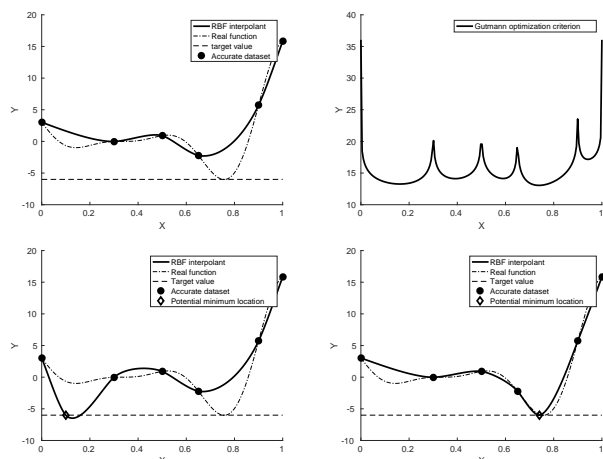 20
15
10
5
0
-5
-10
Y
0 0.2 0.4 0.6 0.8 1
X
RBF interpolant
Real function
target value
Accurate dataset
40
35
30
25
20
15
10
Y
0 0.2 0.4 0.6 0.8 1
X
Gutmann optimization criterion
20
15
10
5
0
-5
-10
Y
0 0.2 0.4 0.6 0.8 1
X
RBF interpolant
Real function
Target value
Accurate dataset
Potential minimum location
20
15
10
5
0
-5
-10
Y
0 0.2 0.4 0.6 0.8 1
X
RBF interpolant
Real function
Target value
Accurate dataset
Potential minimum location